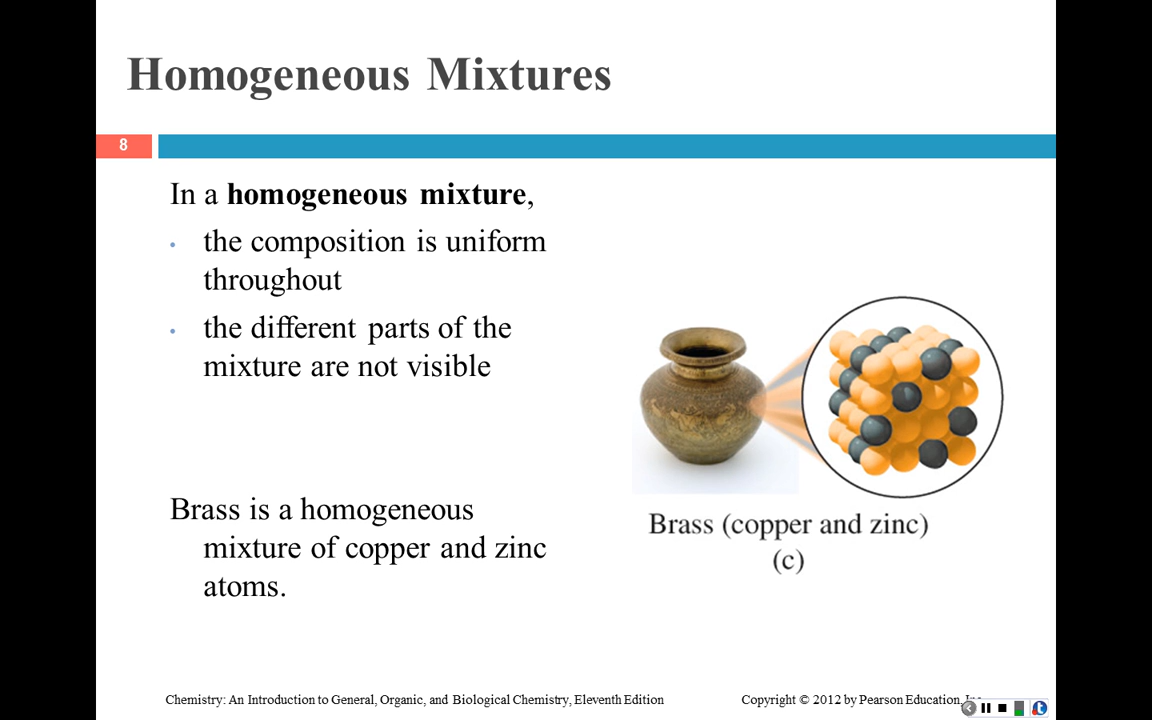 Homogeneous Mixtures
8
In a homogeneous mixture,
• the composition is uniform
throughout
• the different parts of the
mixture are not visible
Brass is a homogeneous
mixture of copper and zinc
atoms.
Brass (copper and zinc)
(c)
Chemistry: An Introduction to General, Organic, and Biological Chemistry, Eleventh Edition
Copyright © 2012 by Pearson Education,